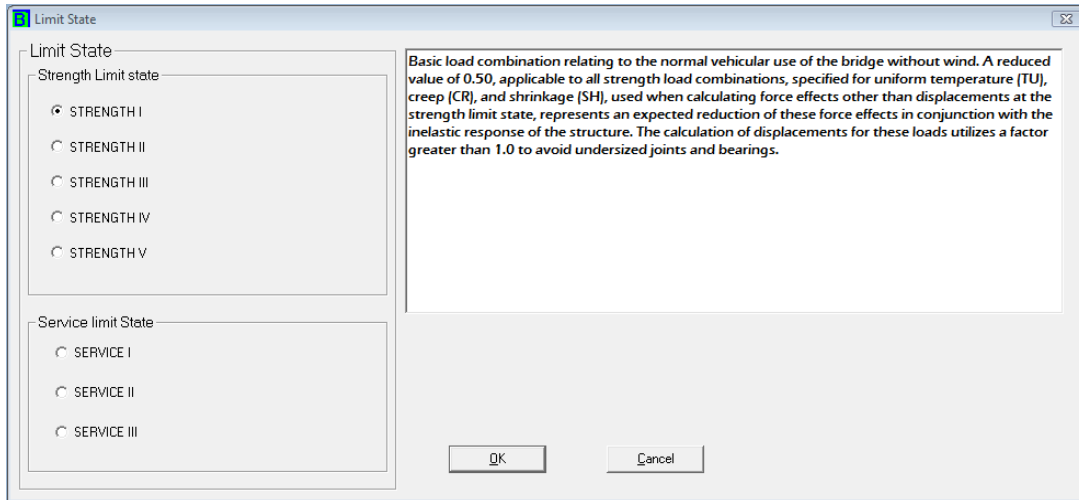 B Limit State
Limit State
Strength Limit state
STRENGTH I
STRENGTH II
STRENGTH III
STRENGTH IV
STRENGTH V
Service limit State
SERVICE I
SERVICE II
SERVICE III
Basic load combination relating to the normal vehicular use of the bridge without wind. A reduced
value of 0.50, applicable to all strength load combinations, specified for uniform temperature (TU),
creep (CR), and shrinkage (SH), used when calculating force effects other than displacements at the
strength limit state, represents an expected reduction of these force effects in conjunction with the
inelastic response of the structure. The calculation of displacements for these loads utilizes a factor
greater than 1.0 to avoid undersized joints and bearings.
OK
Cancel